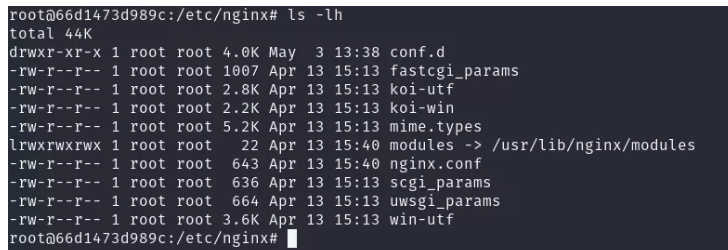 root@66d1473d989c:/etc/nginx# ls -lh
total 44K
drwxr-xr-x 1 root root 4.0K May  3 13:38 conf.d
-rw-r--r-- 1 root root 1007 Apr 13 15:13 fastcgi_params
-rw-r--r-- 1 root root 2.8K Apr 13 15:13 koi-utf
-rw-r--r-- 1 root root 2.2K Apr 13 15:13 koi-win
-rw-r--r-- 1 root root 5.2K Apr 13 15:13 mime.types
lrwxrwxrwx 1 root root   22 Apr 13 15:40 modules -> /usr/lib/nginx/modules
-rw-r--r-- 1 root root  643 Apr 13 15:40 nginx.conf
-rw-r--r-- 1 root root  636 Apr 13 15:13 scgi_params
-rw-r--r-- 1 root root  664 Apr 13 15:13 uwsgi_params
-rw-r--r-- 1 root root 3.6K Apr 13 15:13 win-utf
root@66d1473d989c:/etc/nginx#